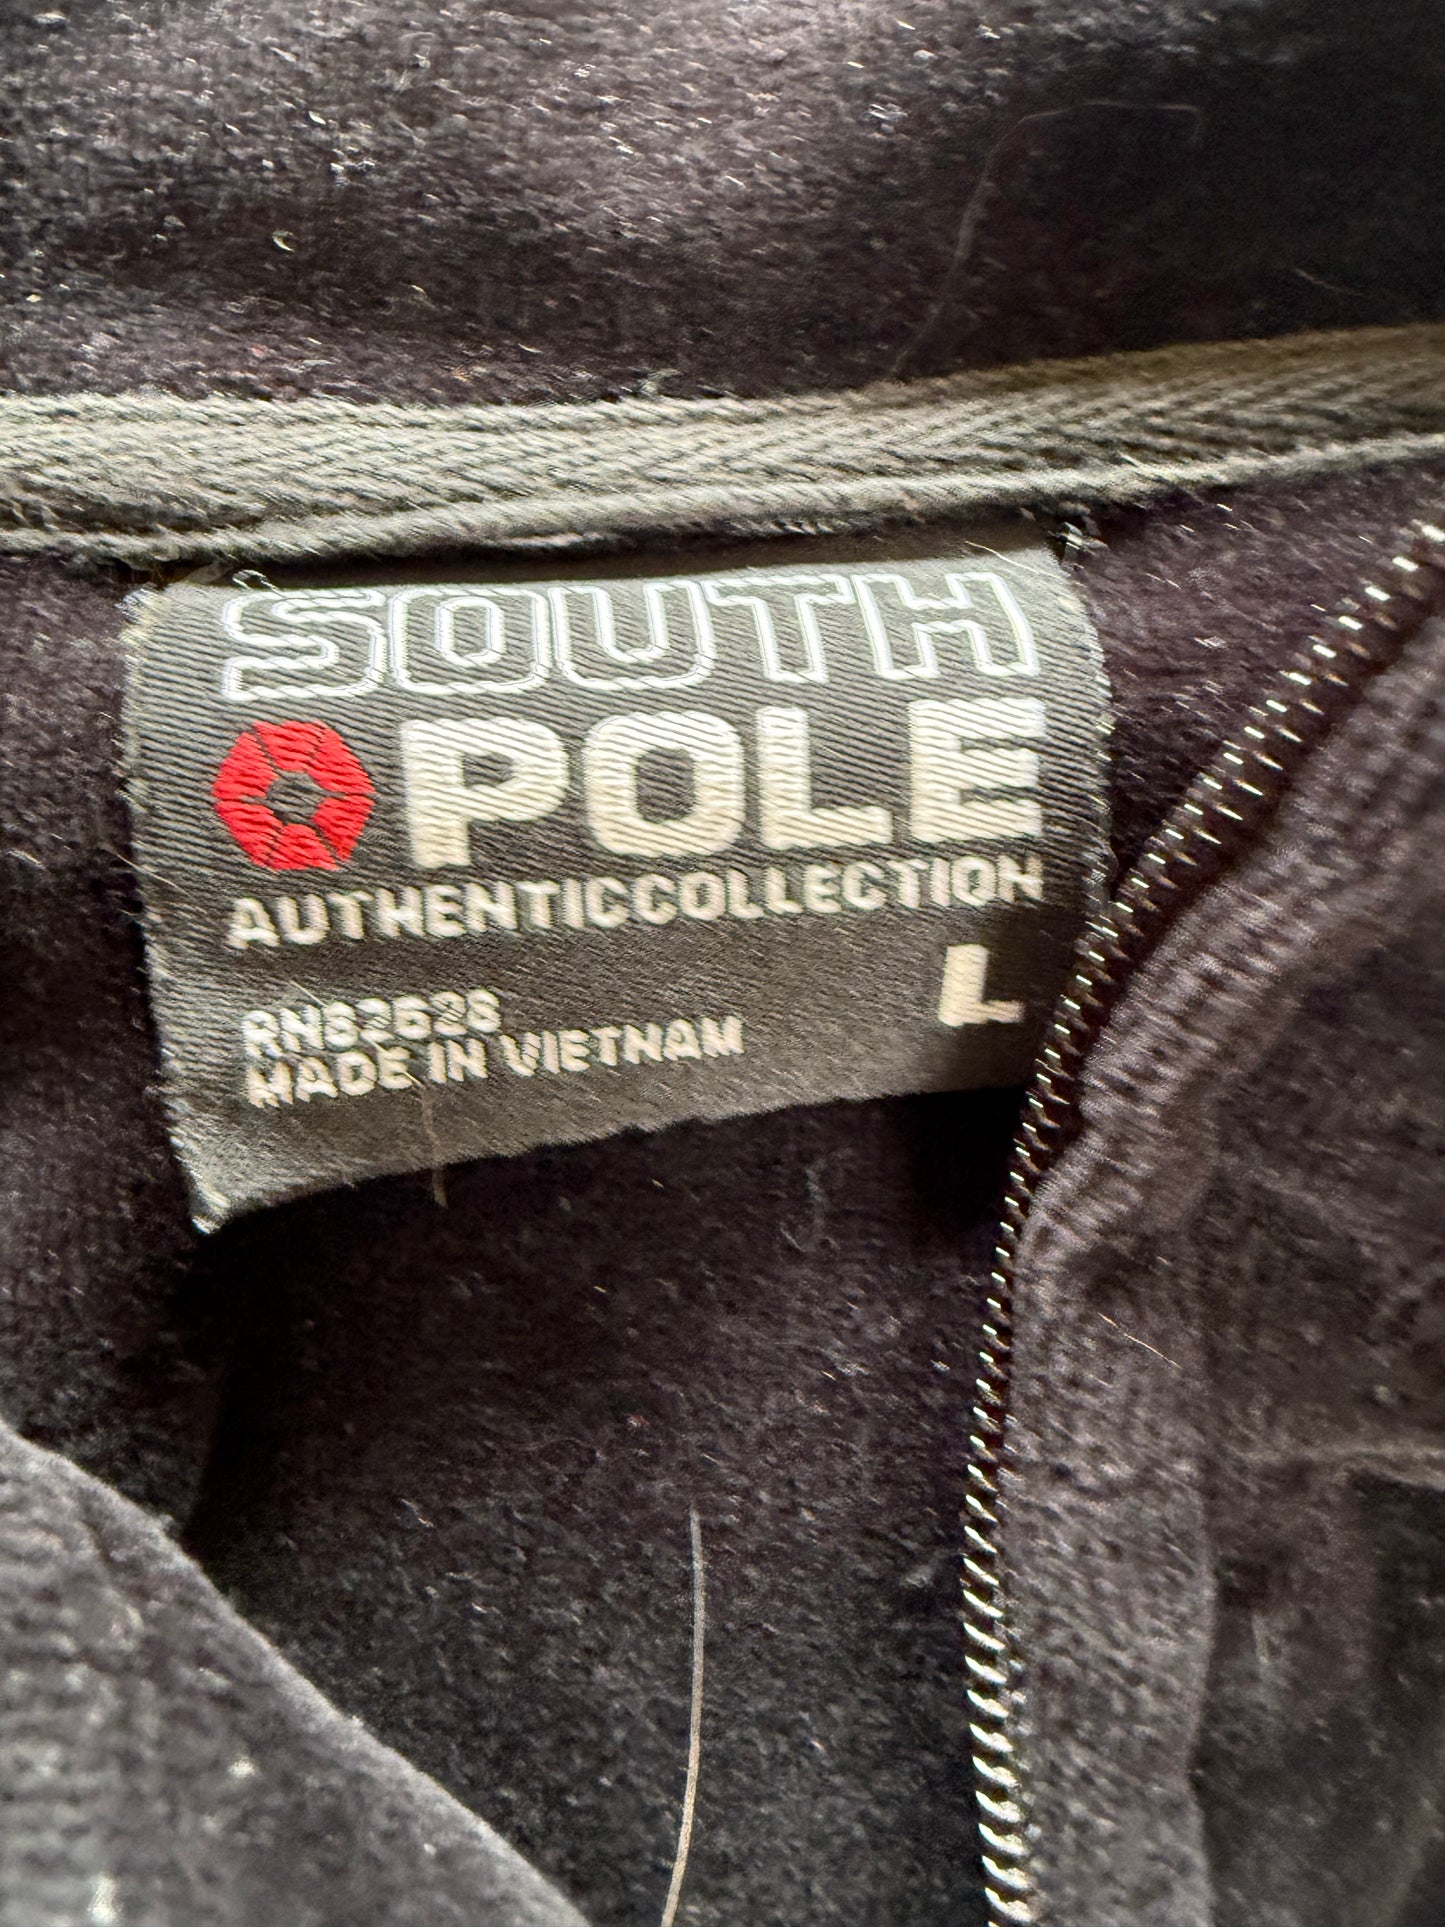 SOUTH
POLE
AUTHENTICCOLLECTION
L
RN82628
MADE IN VIETNAM